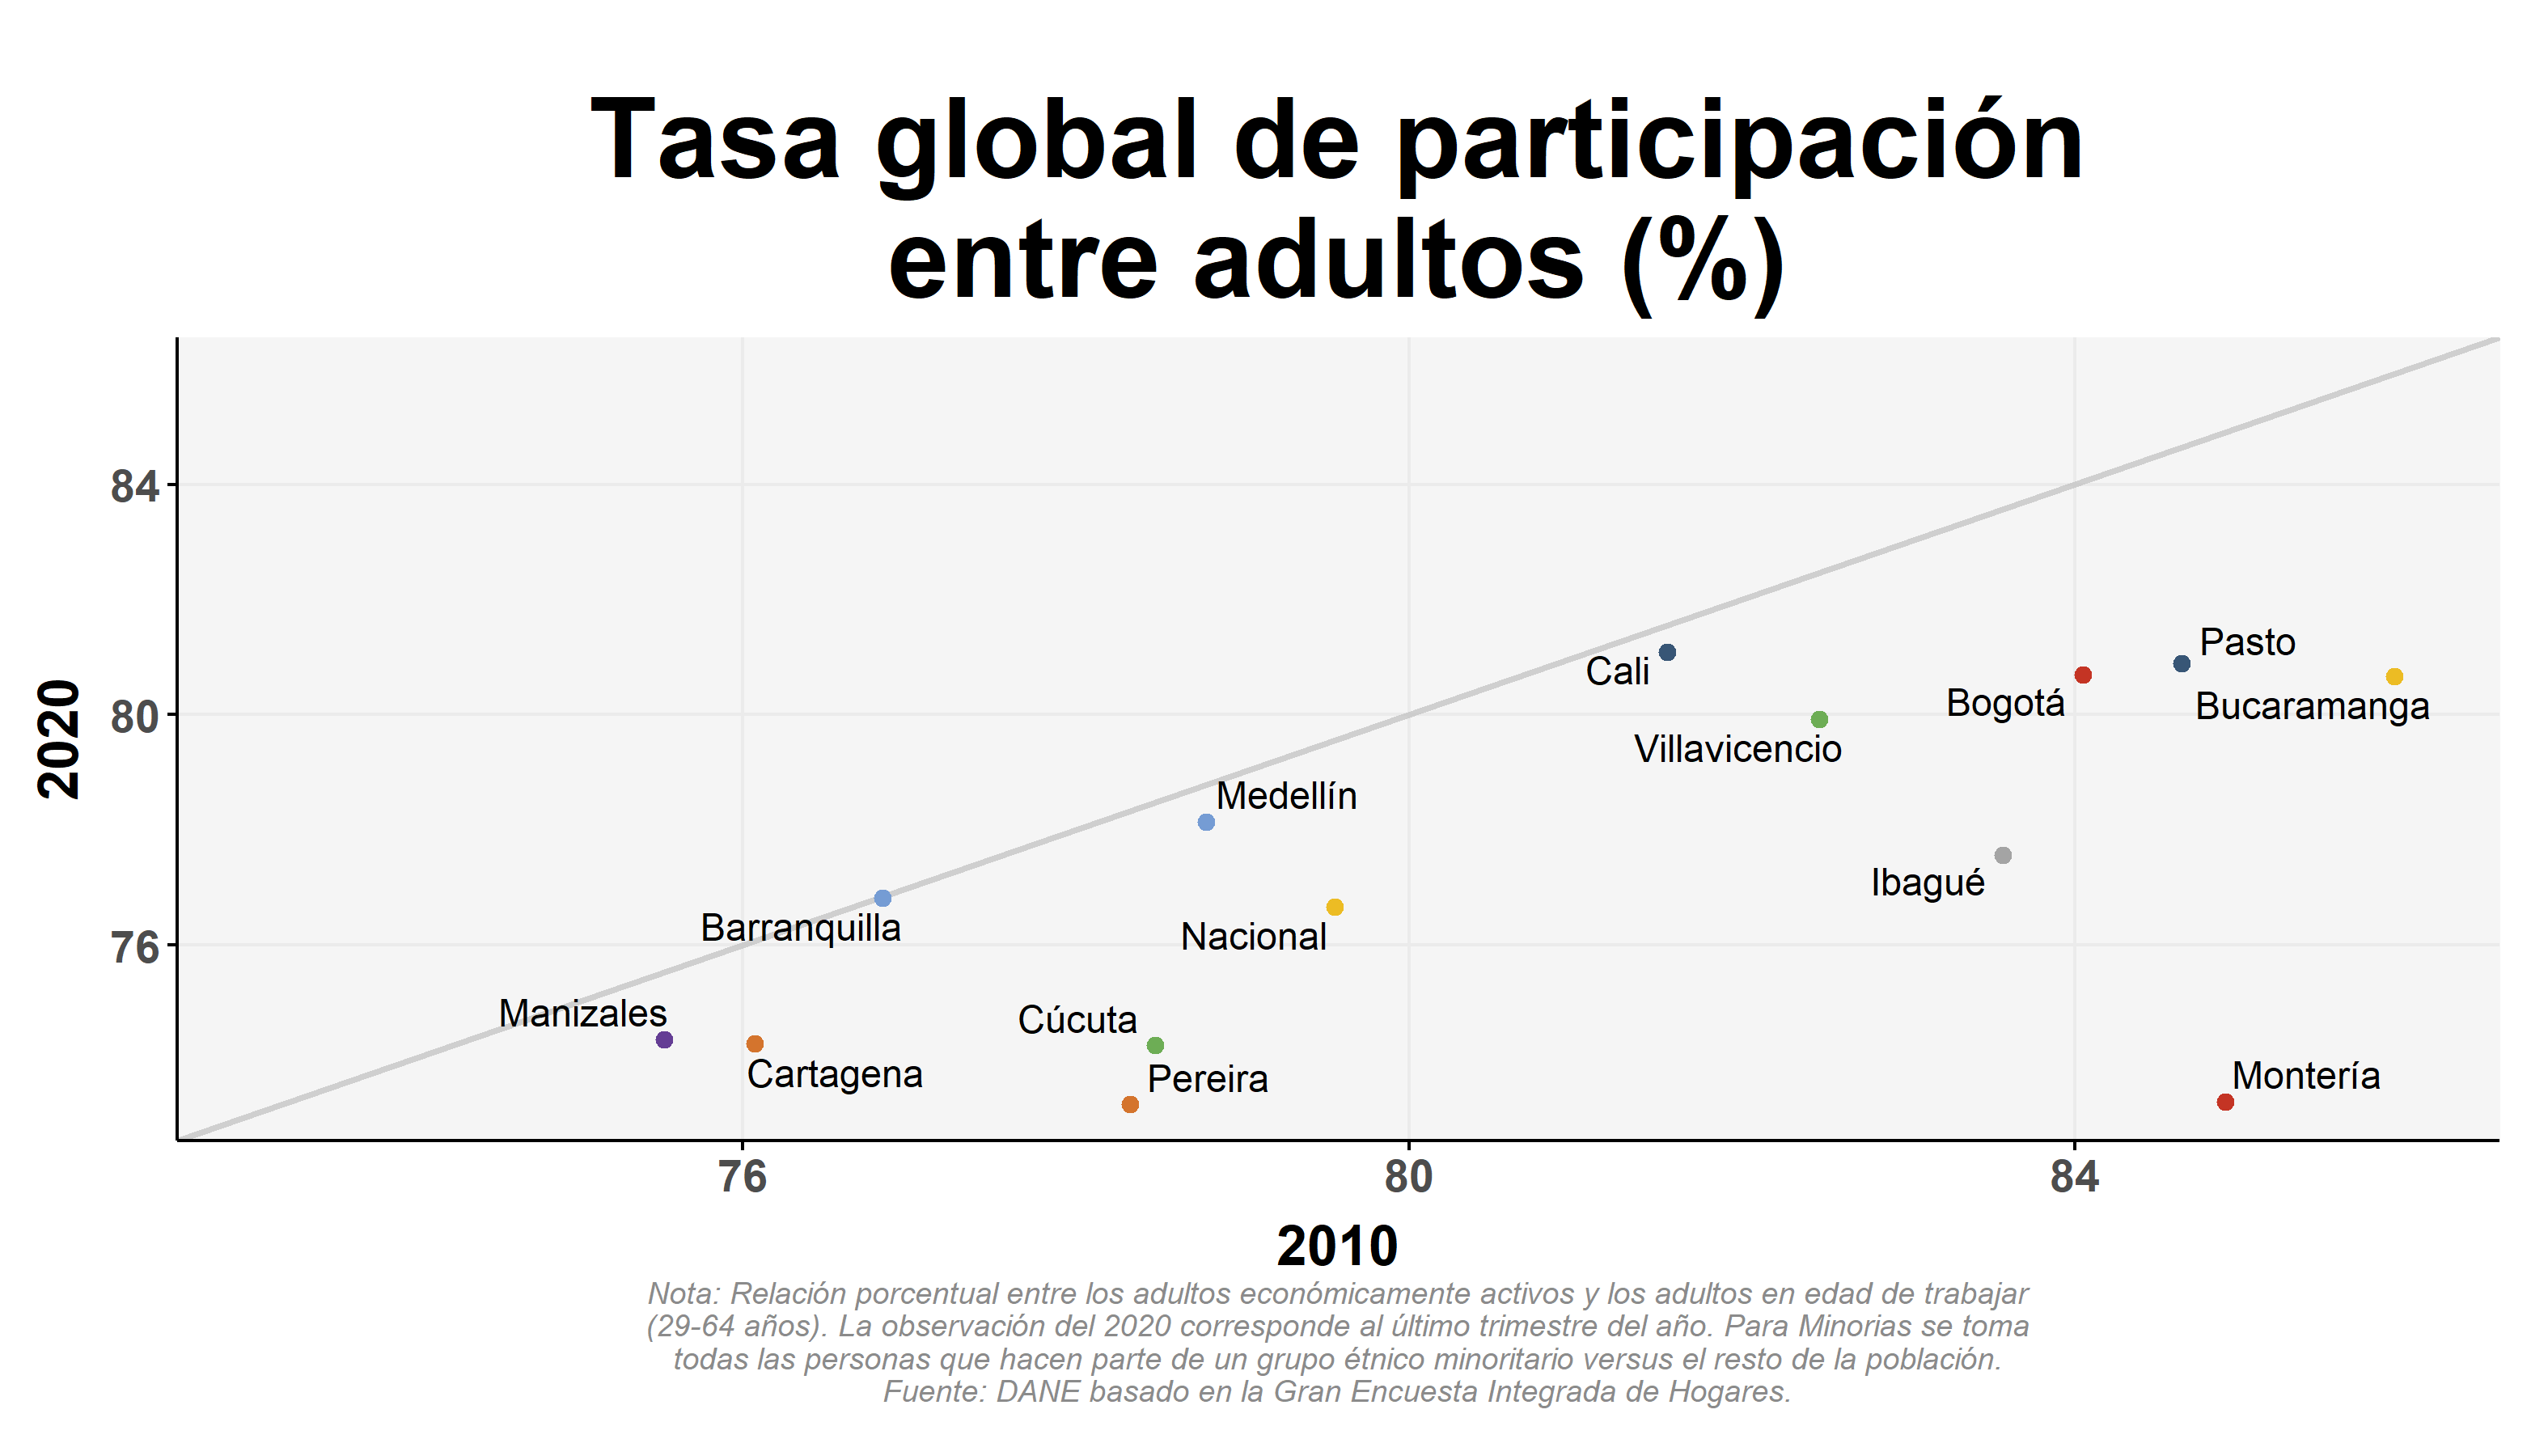 Tasa global de participación
entre adultos (%)
84
80
76
2020
Pasto
Cali
Bogotá
Bucaramanga
Villavicencio
Medellín
Ibagué
Barranquilla
Nacional
Manizales
Cúcuta
Cartagena
Pereira
Montería
76
80
84
2010
Nota: Relación porcentual entre los adultos económicamente activos y los adultos en edad de trabajar
(29-64 años). La observación del 2020 corresponde al último trimestre del año. Para Minorias se toma
todas las personas que hacen parte de un grupo étnico minoritario versus el resto de la población.
Fuente: DANE basado en la Gran Encuesta Integrada de Hogares.